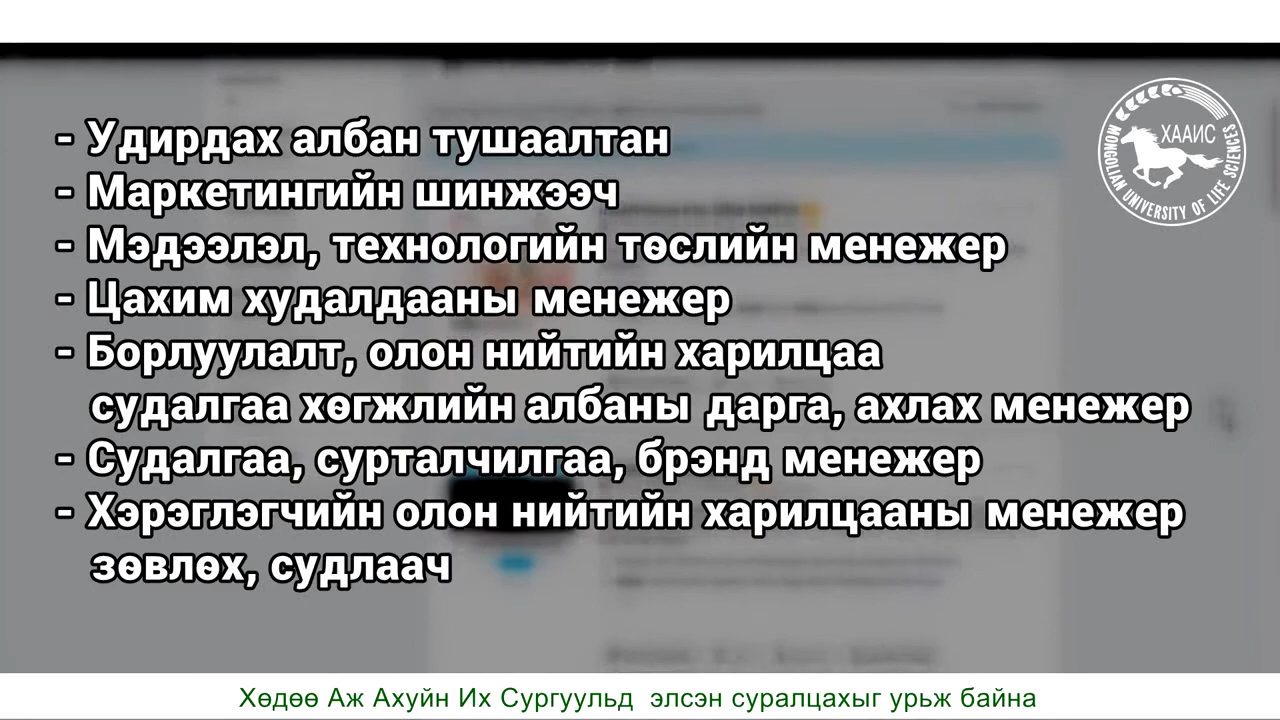 - Удирдах албан тушаалтан
- Маркетингийн шинжээч
- Мэдээлэл, технологийн төслийн менежер
- Цахим худалдааны менежер
- Борлуулалт, олон нийтийн харилцаа
судалгаа хөгжлийн албаны дарга, ахлах менежер
- Судалгаа, сурталчилгаа, брэнд менежер
- Хэрэглэгчийн олон нийтийн харилцааны менежер
зөвлөх, судлаач
ХААИС
MONGOLIAN UNIVERSITY OF LIFE SCIENCES
Хөдөө Аж Ахуйн Их Сургуульд элсэн суралцахыг урьж байна